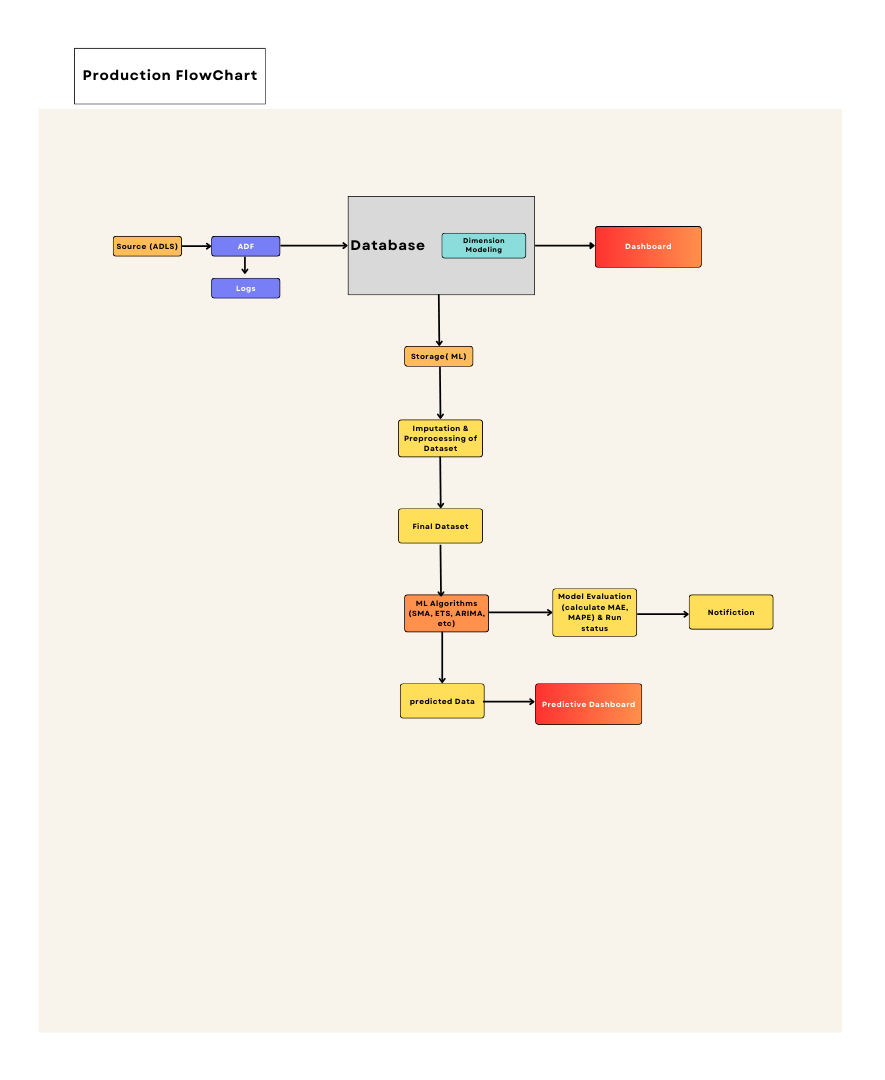 Production FlowChart
Source (ADLS)
ADF
Logs
Database
Dimension
Modeling
Dashboard
Storage( ML)
Imputation &
Preprocessing of
Dataset
Final Dataset
ML Algorithms
(SMA, ETS, ARIMA,
etc)
Model Evaluation
(calculate MAE,
MAPE) & Run
status
Notifiction
predicted Data
Predictive Dashboard